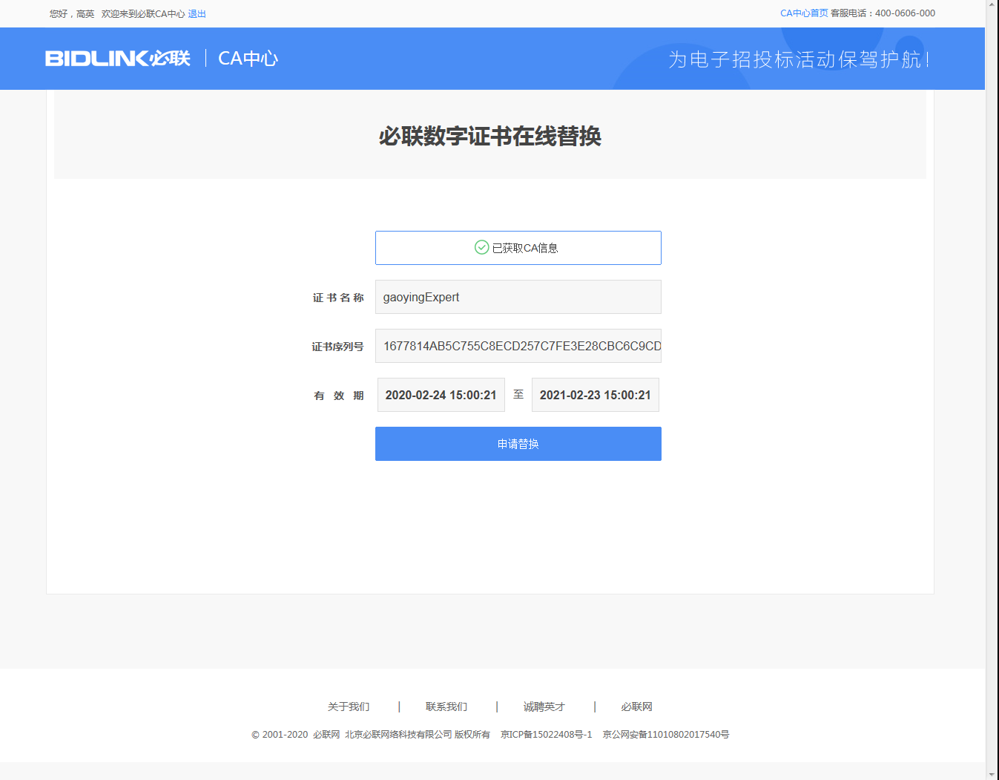 您好，高英 欢迎来到必联CA中心 退出
CA中心首页 客服电话：400-0606-000
BIDLINK必联 | CA中心
为电子招投标活动保驾护航！
必联数字证书在线替换
已获取CA信息
证书名称 gaoyingExpert
证书序列号 1677814AB5C755C8ECD257C7FE3E28CBC6C9CD
有效期 2020-02-24 15:00:21 至 2021-02-23 15:00:21
申请替换
关于我们 | 联系我们 | 诚聘英才 | 必联网
© 2001-2020 必联网 北京必联网络科技有限公司 版权所有 京ICP备15022408号-1 京公网安备11010802017540号